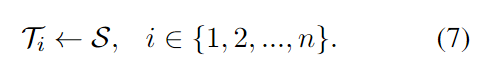 𝒯ᵢ ← 𝒮, i ∈ {1, 2, ..., n}. (7)